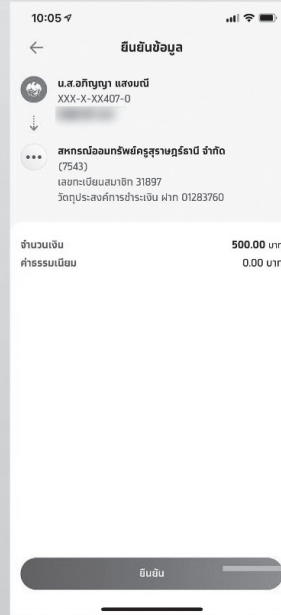 10:05
ยืนยันข้อมูล
น.ส.อภิญญา แสงมณี
XXX-X-XX407-0
สหกรณ์ออมทรัพย์ครูสุราษฎร์ธานี จำกัด
(7543)
เลขทะเบียนสมาชิก 31897
วัตถุประสงค์การชำระเงิน ฝาก 01283760
จำนวนเงิน 500.00 บาท
ค่าธรรมเนียม 0.00 บาท
ยืนยัน